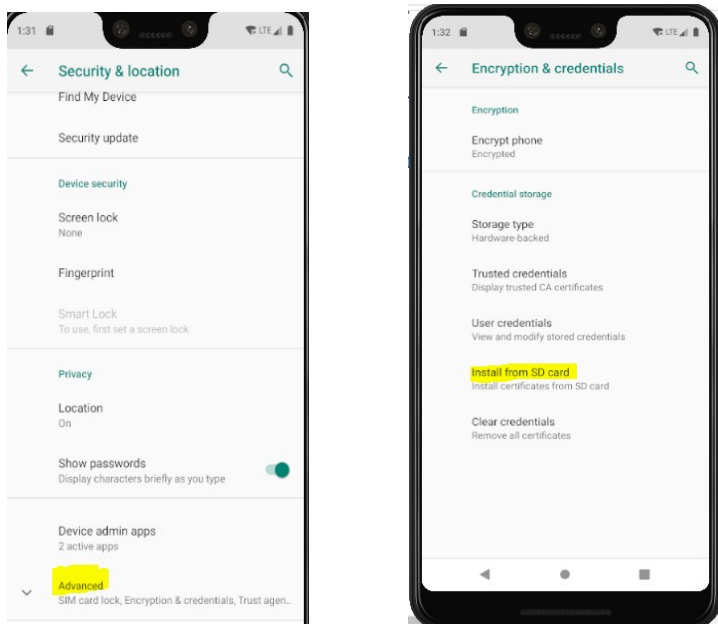 1:31
LTE
Security & location
Find My Device
Security update
Device security
Screen lock
None
Fingerprint
Smart Lock
To use, first set a screen lock
Privacy
Location
On
Show passwords
Display characters briefly as you type
Device admin apps
2 active apps
Advanced
SIM card lock, Encryption & credentials, Trust agen..
1:32
LTE
Encryption & credentials
Encryption
Encrypt phone
Encrypted
Credential storage
Storage type
Hardware-backed
Trusted credentials
Display trusted CA certificates
User credentials
View and modify stored credentials
Install from SD card
Install certificates from SD card
Clear credentials
Remove all certificates